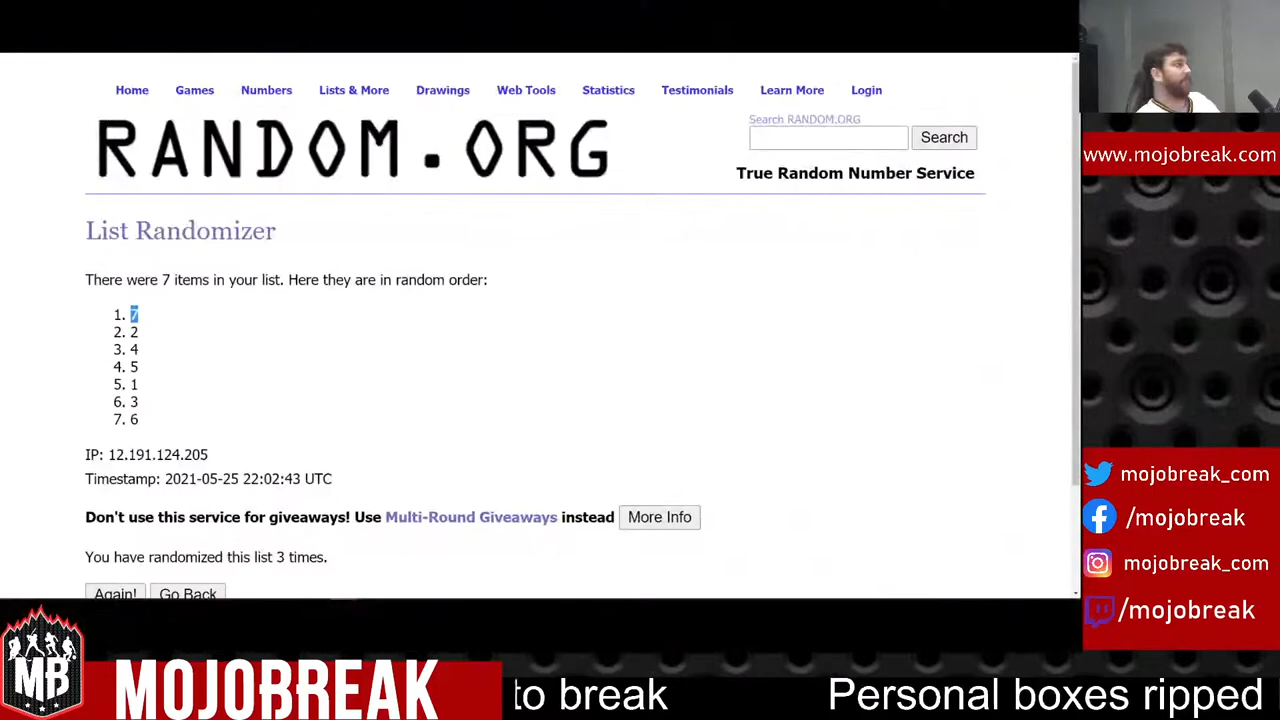 Home Games Numbers Lists & More Drawings Web Tools Statistics Testimonials Learn More Login
RANDOM.ORG
Search RANDOM.ORG
Search
True Random Number Service
List Randomizer
There were 7 items in your list. Here they are in random order:
1. 7
2. 2
3. 4
4. 5
5. 1
6. 3
7. 6
IP: 12.191.124.205
Timestamp: 2021-05-25 22:02:43 UTC
Don't use this service for giveaways! Use Multi-Round Giveaways instead More Info
You have randomized this list 3 times.
Again! Go Back
www.mojobreak.com
mojobreak_com
/mojobreak
mojobreak_com
/mojobreak
MB
MOJOBREAK
to break Personal boxes ripped